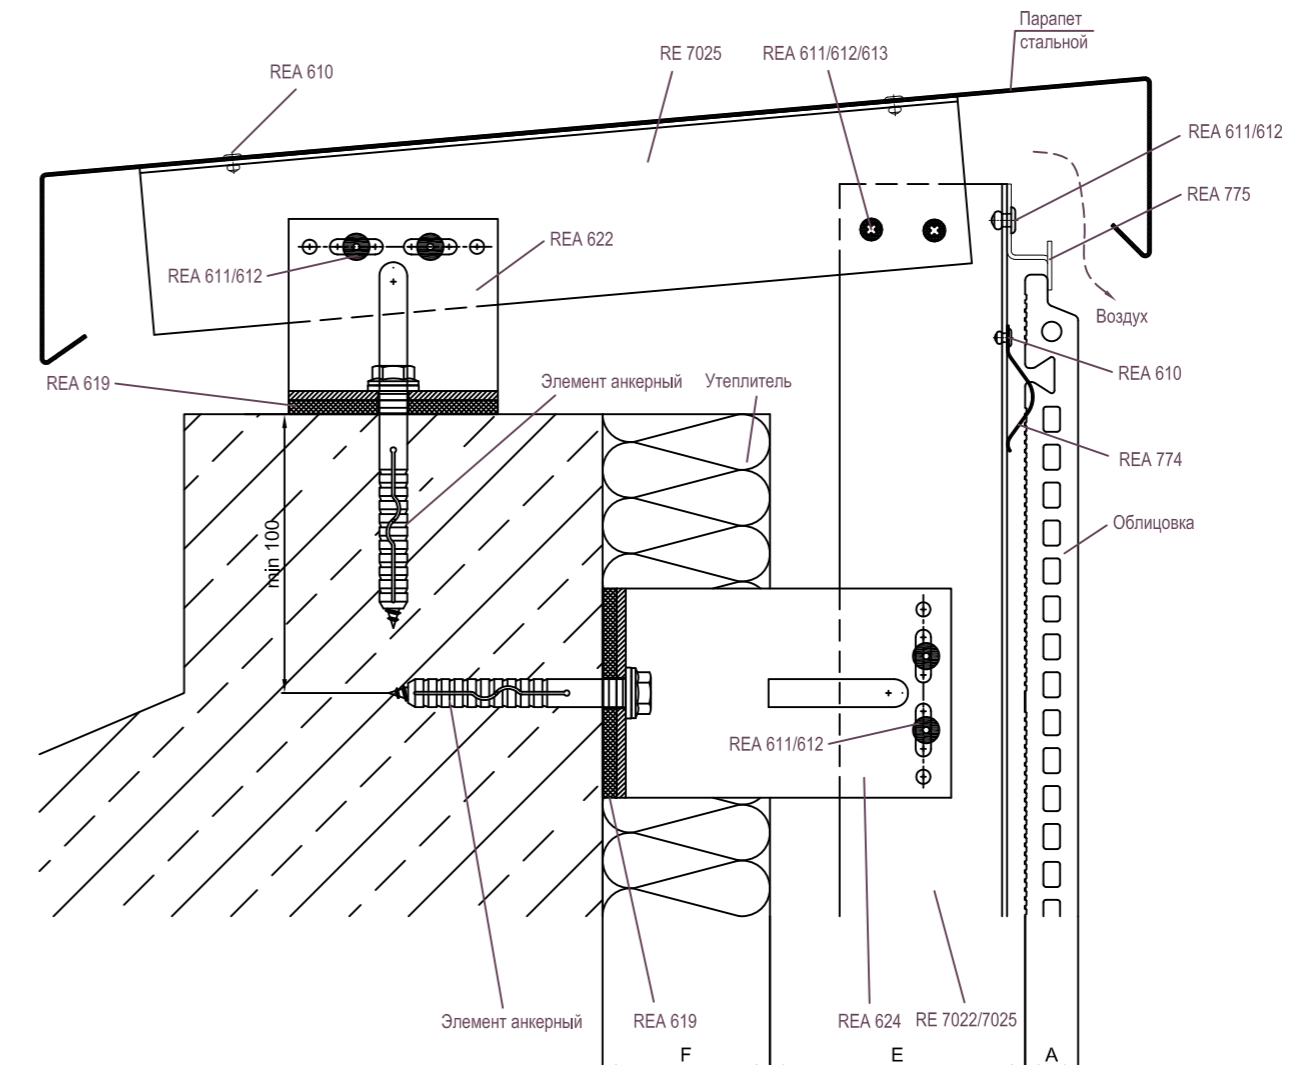 Парапет
стальной
RE 7025
REA 611/612/613
REA 610
REA 611/612
REA 775
REA 622
REA 611/612
Воздух
REA 610
REA 619
Элемент анкерный
Утеплитель
REA 774
Облицовка
min 100
REA 611/612
Элемент анкерный
REA 619
REA 624
RE 7022/7025
F
E
A